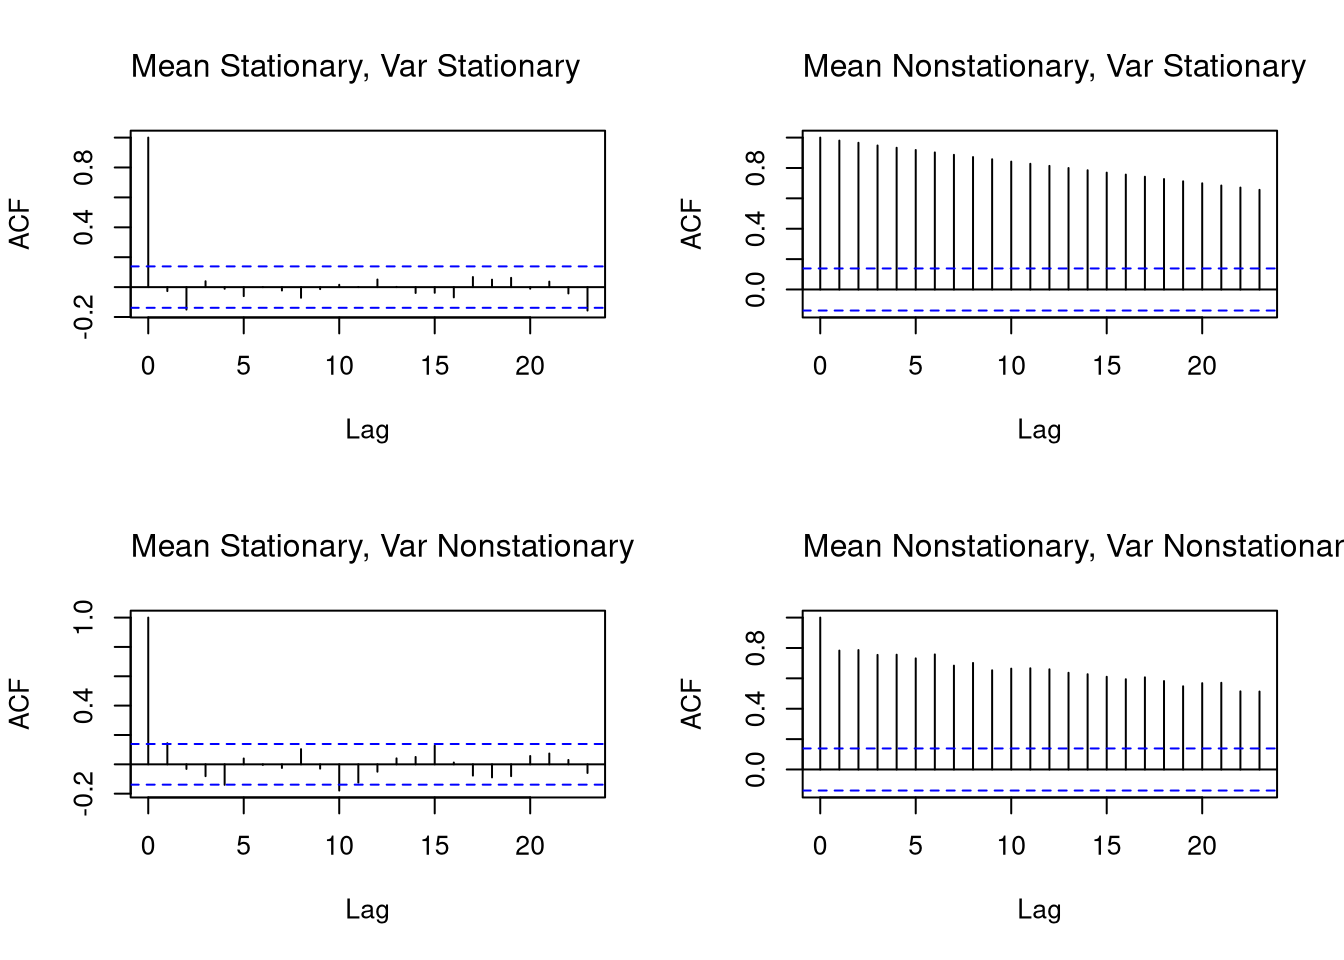 Mean Stationary, Var Stationary
ACF
0.8
0.4
-0.2
0 5 10 15 20
Lag
Mean Nonstationary, Var Stationary
ACF
0.8
0.4
0.0
0 5 10 15 20
Lag
Mean Stationary, Var Nonstationary
ACF
1.0
0.4
-0.2
0 5 10 15 20
Lag
Mean Nonstationary, Var Nonstationar
ACF
0.8
0.4
0.0
0 5 10 15 20
Lag